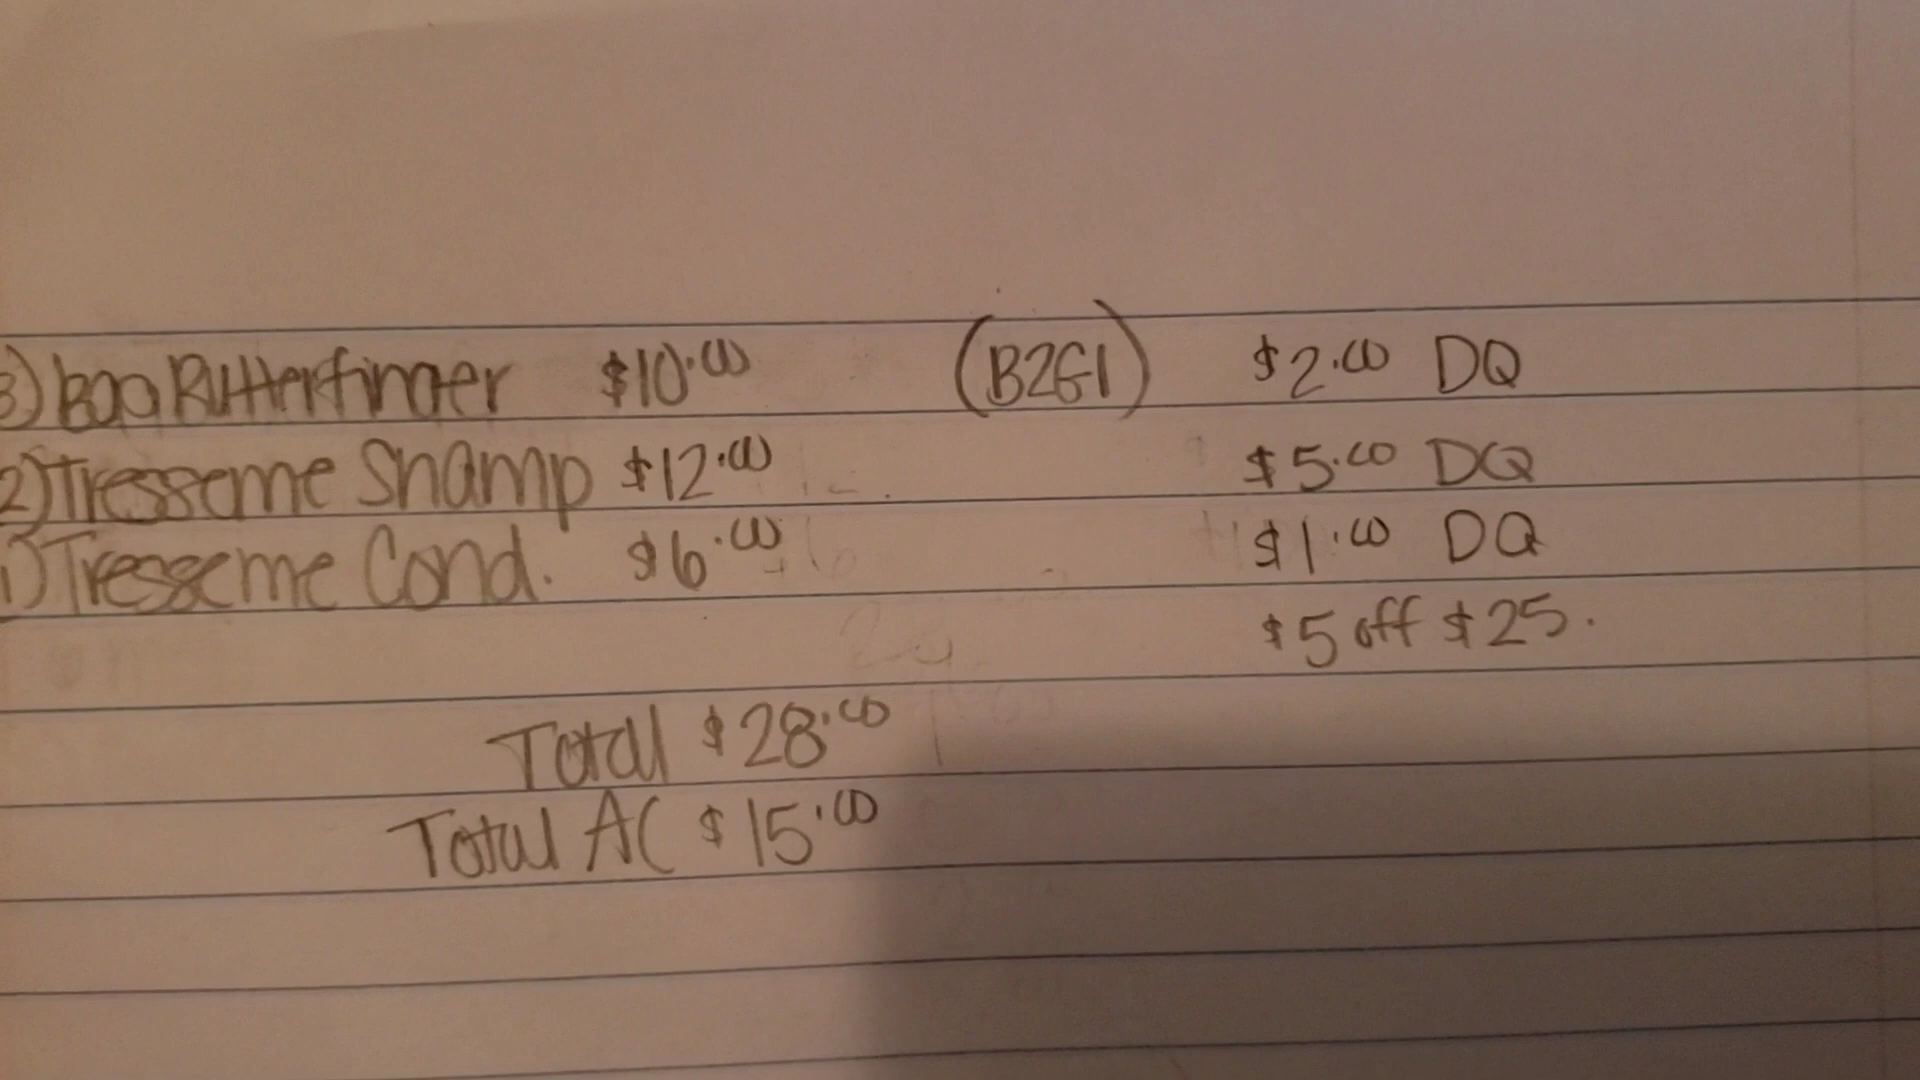 3) bag Butterfinger $10.00 (B2G1) $2.00 DQ
2) Tresseme Shamp $12.00 $5.00 DQ
1) Tresseme Cond. $6.00 $1.00 DQ
$5 off $25.
Total $28.00
Total AC $15.00